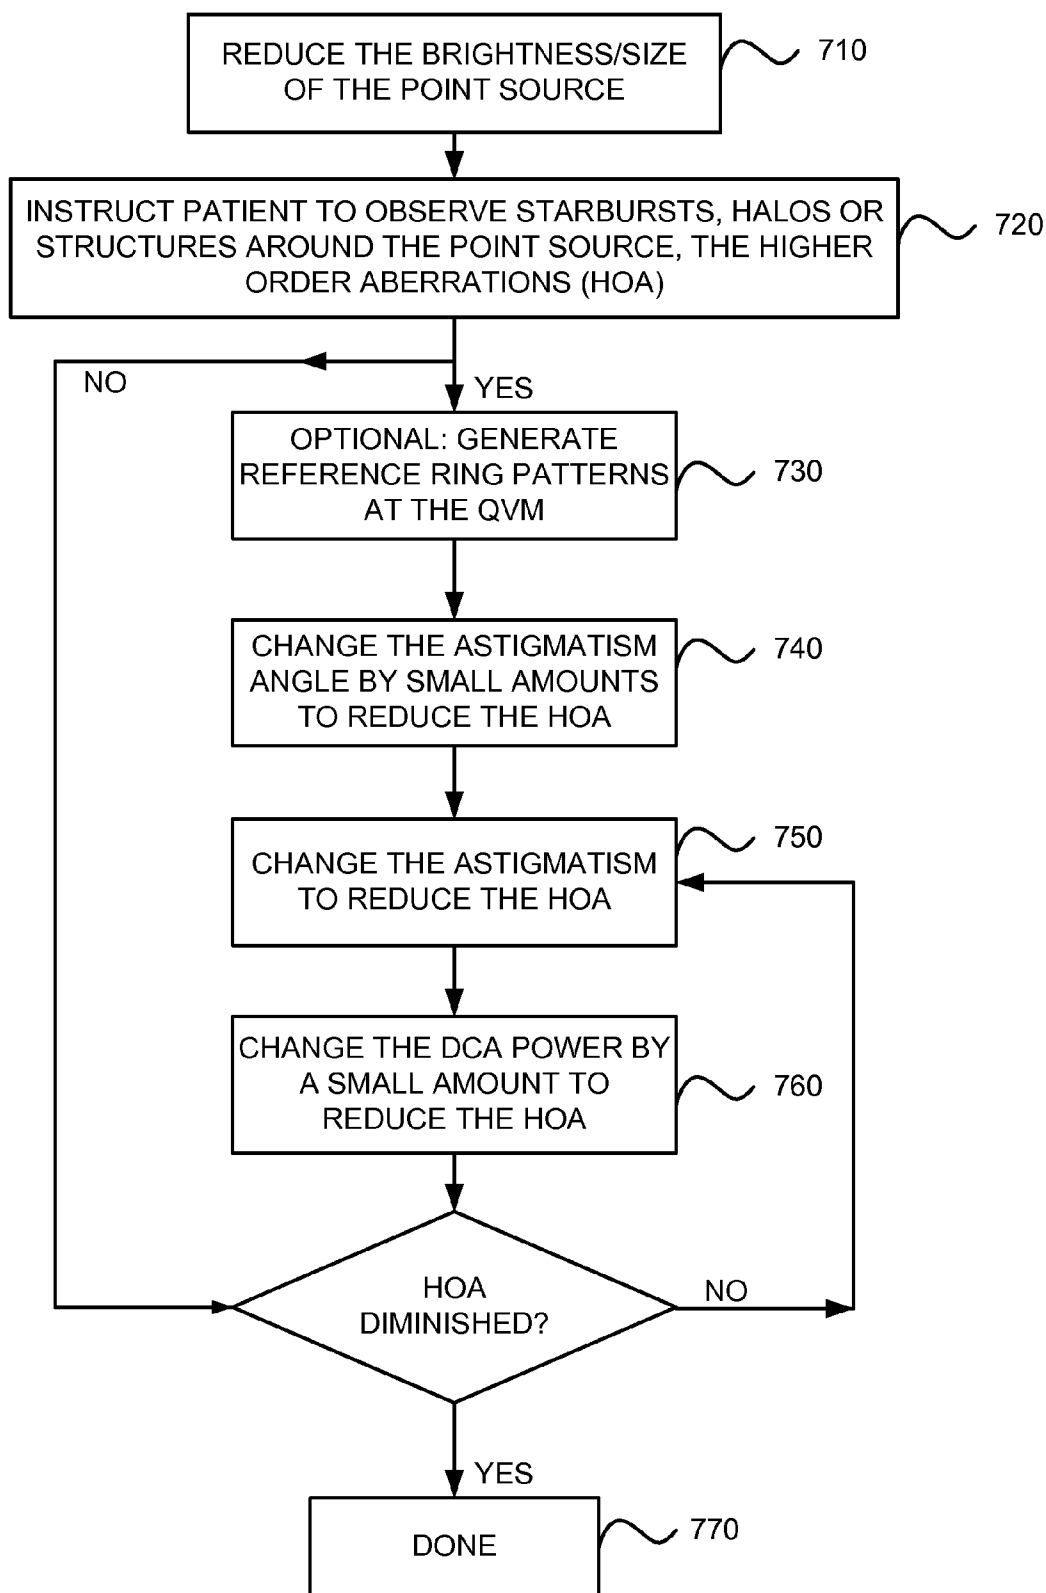 REDUCE THE BRIGHTNESS/SIZE
OF THE POINT SOURCE
710
INSTRUCT PATIENT TO OBSERVE STARBURSTS, HALOS OR
STRUCTURES AROUND THE POINT SOURCE, THE HIGHER
ORDER ABERRATIONS (HOA)
720
NO
YES
OPTIONAL: GENERATE
REFERENCE RING PATTERNS
AT THE QVM
730
CHANGE THE ASTIGMATISM
ANGLE BY SMALL AMOUNTS
TO REDUCE THE HOA
740
CHANGE THE ASTIGMATISM
TO REDUCE THE HOA
750
CHANGE THE DCA POWER BY
A SMALL AMOUNT TO
REDUCE THE HOA
760
HOA
DIMINISHED?
NO
YES
DONE
770